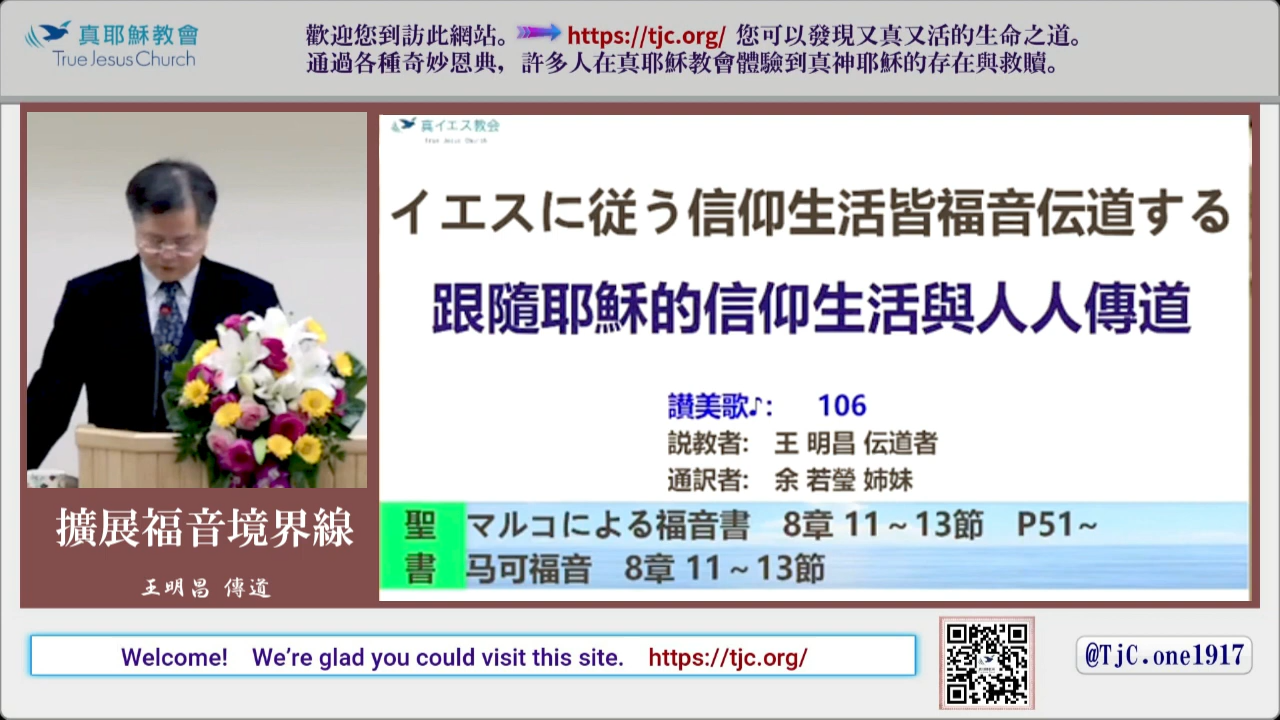 真耶穌教會
True Jesus Church
歡迎您到訪此網站。 https://tjc.org/ 您可以發現又真又活的生命之道。
通過各種奇妙恩典，許多人在真耶穌教會體驗到真神耶穌的存在與救贖。
真イエス教会
True Jesus Church
イエスに従う信仰生活皆福音伝道する
跟隨耶穌的信仰生活與人人傳道
讃美歌♪： 106
説教者: 王 明昌 伝道者
通訳者: 余 若瑩 姉妹
聖書
マルコによる福音書 8章 11～13節 P51～
马可福音 8章 11～13節
擴展福音境界線
王明昌 傳道
Welcome! We're glad you could visit this site. https://tjc.org/
@TjC.one1917